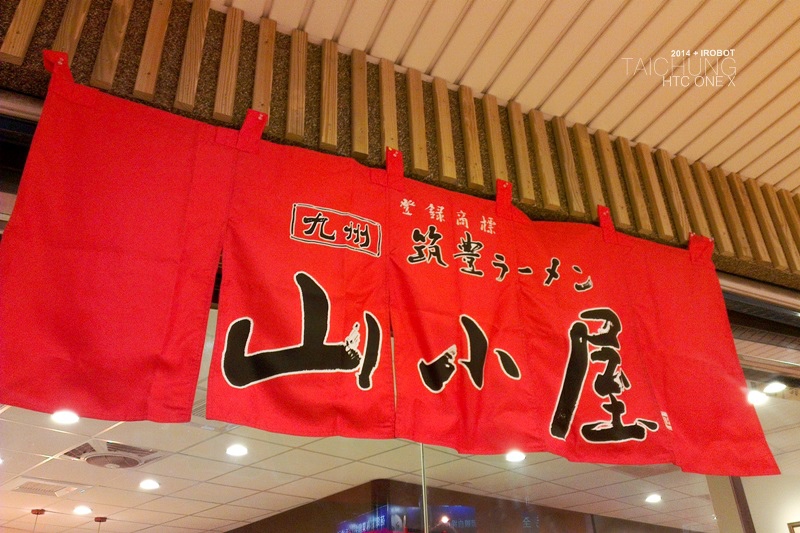 2014 + IROBOT
TAICHUNG
HTC ONE X
登録商標
九州
筑豊ラーメン
山小屋